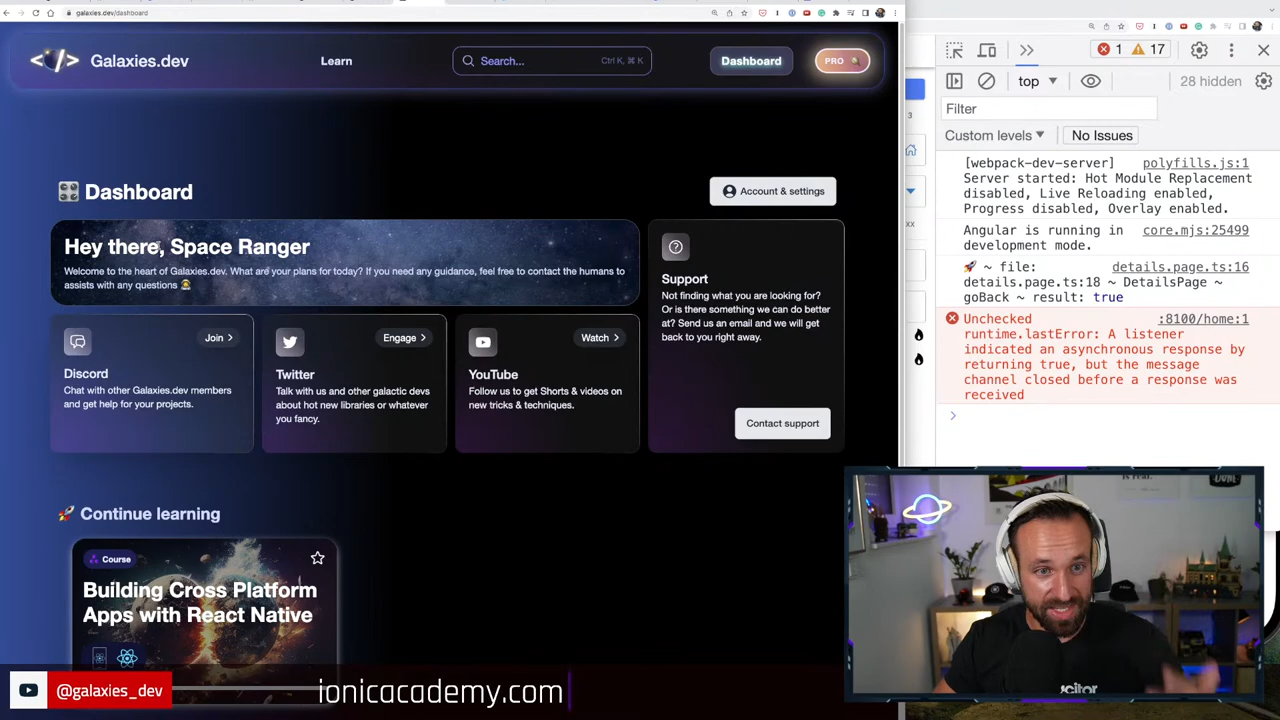 galaxies.dev/dashboard
Galaxies.dev
Learn
Search...
Ctrl K, ⌘ K
Dashboard
PRO
Dashboard
Account & settings
Hey there, Space Ranger
Welcome to the heart of Galaxies.dev. What are your plans for today? If you need any guidance, feel free to contact the humans to
assists with any questions
Join
Discord
Chat with other Galaxies.dev members
and get help for your projects.
Engage
Twitter
Talk with us and other galactic devs
about hot new libraries or whatever
you fancy.
Watch
YouTube
Follow us to get Shorts & videos on
new tricks & techniques.
Support
Not finding what you are looking for?
Or is there something we can do better
at? Send us an email and we will get
back to you right away.
Contact support
Continue learning
Course
Building Cross Platform
Apps with React Native
3
xx
1
17
top
28 hidden
Filter
Custom levels
No Issues
[webpack-dev-server] polyfills.js:1
Server started: Hot Module Replacement
disabled, Live Reloading enabled,
Progress disabled, Overlay enabled.
Angular is running in core.mjs:25499
development mode.
🚀 ~ file: details.page.ts:16
details.page.ts:18 ~ DetailsPage ~
goBack ~ result: true
Unchecked :8100/home:1
runtime.lastError: A listener
indicated an asynchronous response by
returning true, but the message
channel closed before a response was
received
@galaxies_dev
ionicacademy.com